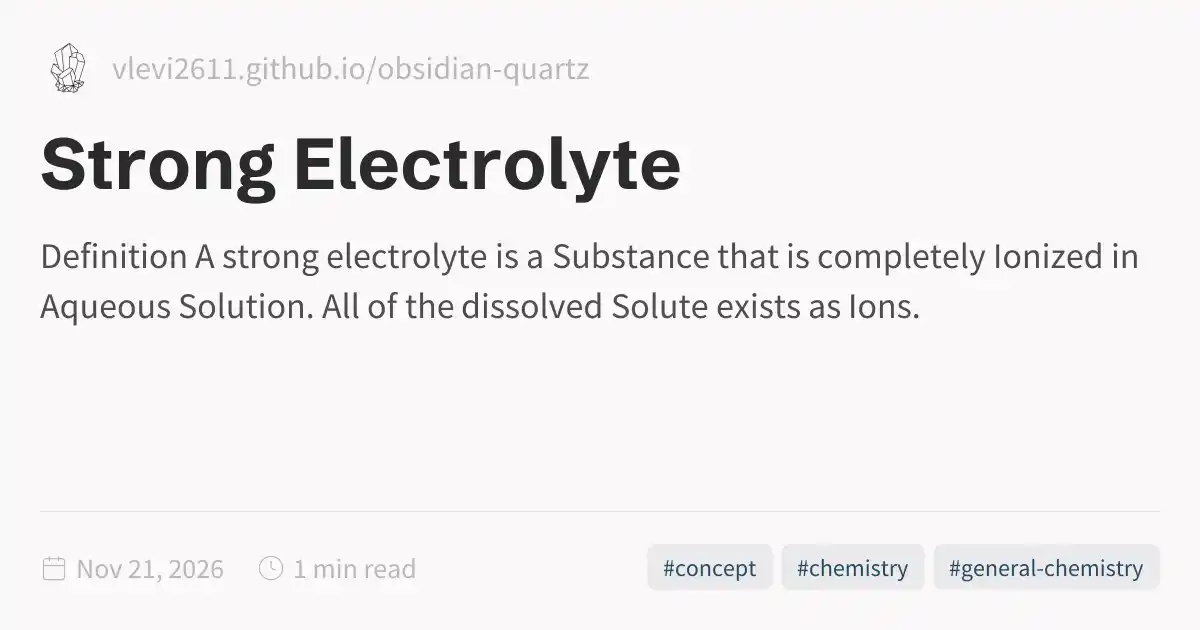 vlevi2611.github.io/obsidian-quartz
Strong Electrolyte
Definition A strong electrolyte is a Substance that is completely Ionized in
Aqueous Solution. All of the dissolved Solute exists as Ions.
Nov 21, 2026 1 min read #concept #chemistry #general-chemistry